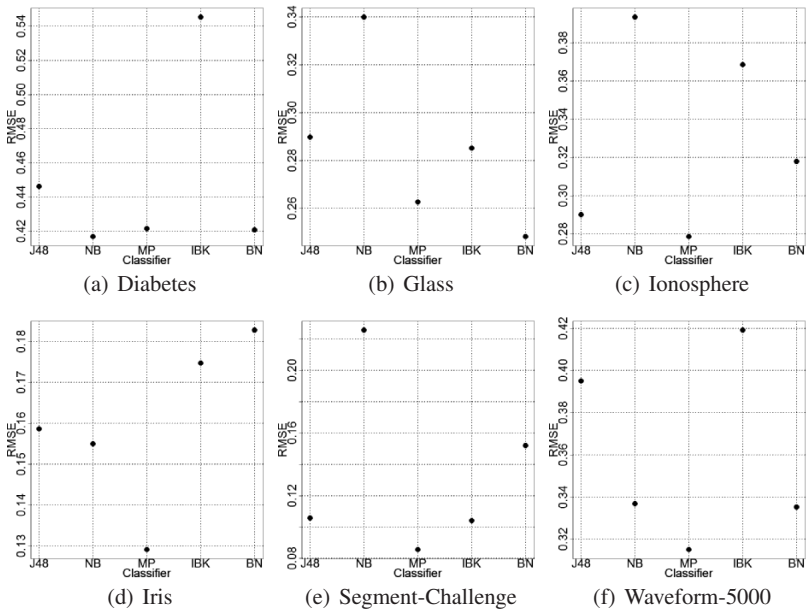 0.54
0.52
0.50
0.48
0.46
0.44
0.42
RMSE
J48 NB MP IBK BN
Classifier
(a) Diabetes
0.34
0.30
0.28
0.26
RMSE
J48 NB MP IBK BN
Classifier
(b) Glass
0.38
0.36
0.34
0.32
0.30
0.28
RMSE
J48 NB MP IBK BN
Classifier
(c) Ionosphere
0.18
0.17
0.16
0.15
0.14
0.13
RMSE
J48 NB MP IBK BN
Classifier
(d) Iris
0.20
0.16
0.12
0.08
RMSE
J48 NB MP IBK BN
Classifier
(e) Segment-Challenge
0.42
0.40
0.38
0.36
0.34
0.32
RMSE
J48 NB MP IBK BN
Classifier
(f) Waveform-5000